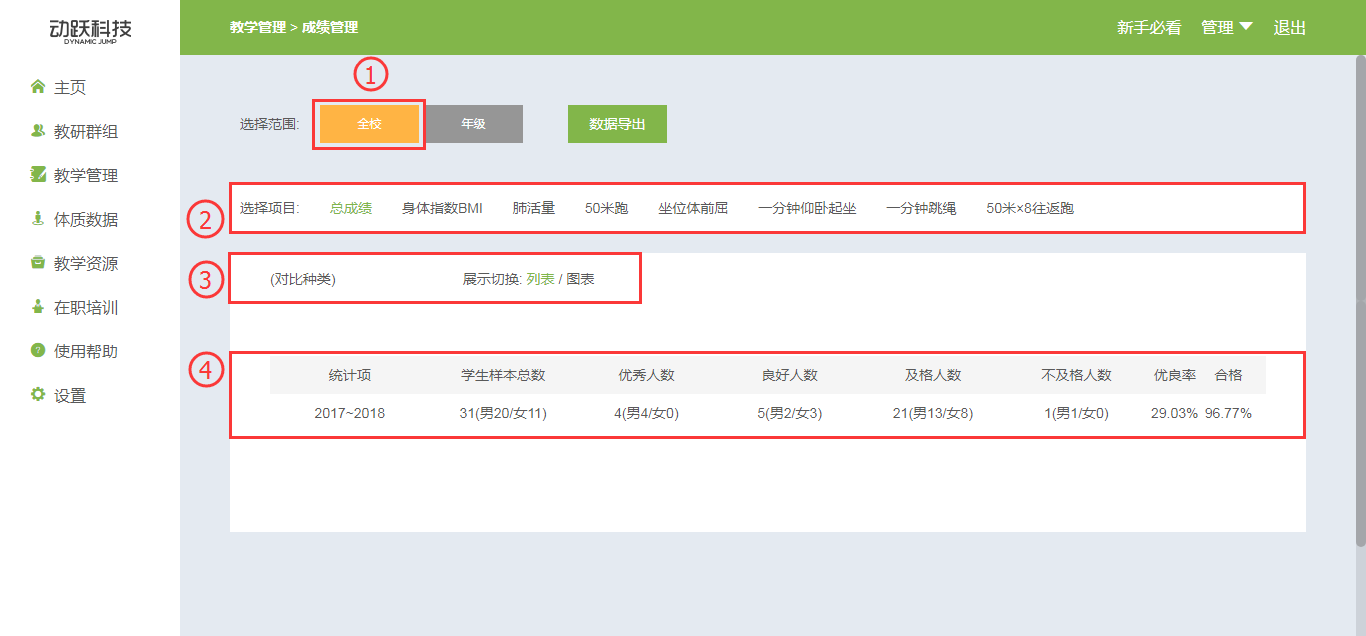 动跃科技
DYNAMIC JUMP
教学管理 > 成绩管理
新手必看 管理 退出
主页
教研群组
教学管理
体质数据
教学资源
在职培训
使用帮助
设置
1
选择范围: 全校 年级 数据导出
2
选择项目: 总成绩 身体指数BMI 肺活量 50米跑 坐位体前屈 一分钟仰卧起坐 一分钟跳绳 50米×8往返跑
3
(对比种类) 展示切换: 列表 / 图表
4
统计项 学生样本总数 优秀人数 良好人数 及格人数 不及格人数 优良率 合格
2017~2018 31(男20/女11) 4(男4/女0) 5(男2/女3) 21(男13/女8) 1(男1/女0) 29.03% 96.77%